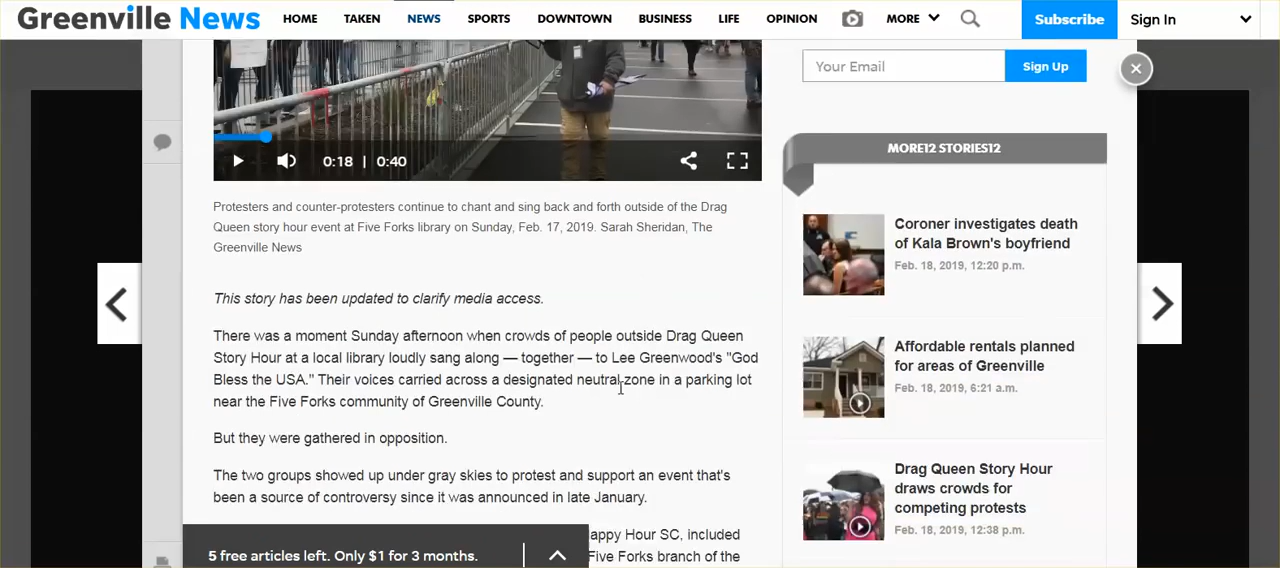 Greenville News
HOME TAKEN NEWS SPORTS DOWNTOWN BUSINESS LIFE OPINION MORE Subscribe Sign In
Your Email Sign Up
0:18 | 0:40
Protesters and counter-protesters continue to chant and sing back and forth outside of the Drag
Queen story hour event at Five Forks library on Sunday, Feb. 17, 2019. Sarah Sheridan, The
Greenville News
This story has been updated to clarify media access.
There was a moment Sunday afternoon when crowds of people outside Drag Queen
Story Hour at a local library loudly sang along — together — to Lee Greenwood's "God
Bless the USA." Their voices carried across a designated neutral zone in a parking lot
near the Five Forks community of Greenville County.
But they were gathered in opposition.
The two groups showed up under gray skies to protest and support an event that's
been a source of controversy since it was announced in late January.
appy Hour SC, included
Five Forks branch of the
5 free articles left. Only $1 for 3 months.
MORE12 STORIES12
Coroner investigates death
of Kala Brown's boyfriend
Feb. 18, 2019, 12:20 p.m.
Affordable rentals planned
for areas of Greenville
Feb. 18, 2019, 6:21 a.m.
Drag Queen Story Hour
draws crowds for
competing protests
Feb. 18, 2019, 12:38 p.m.